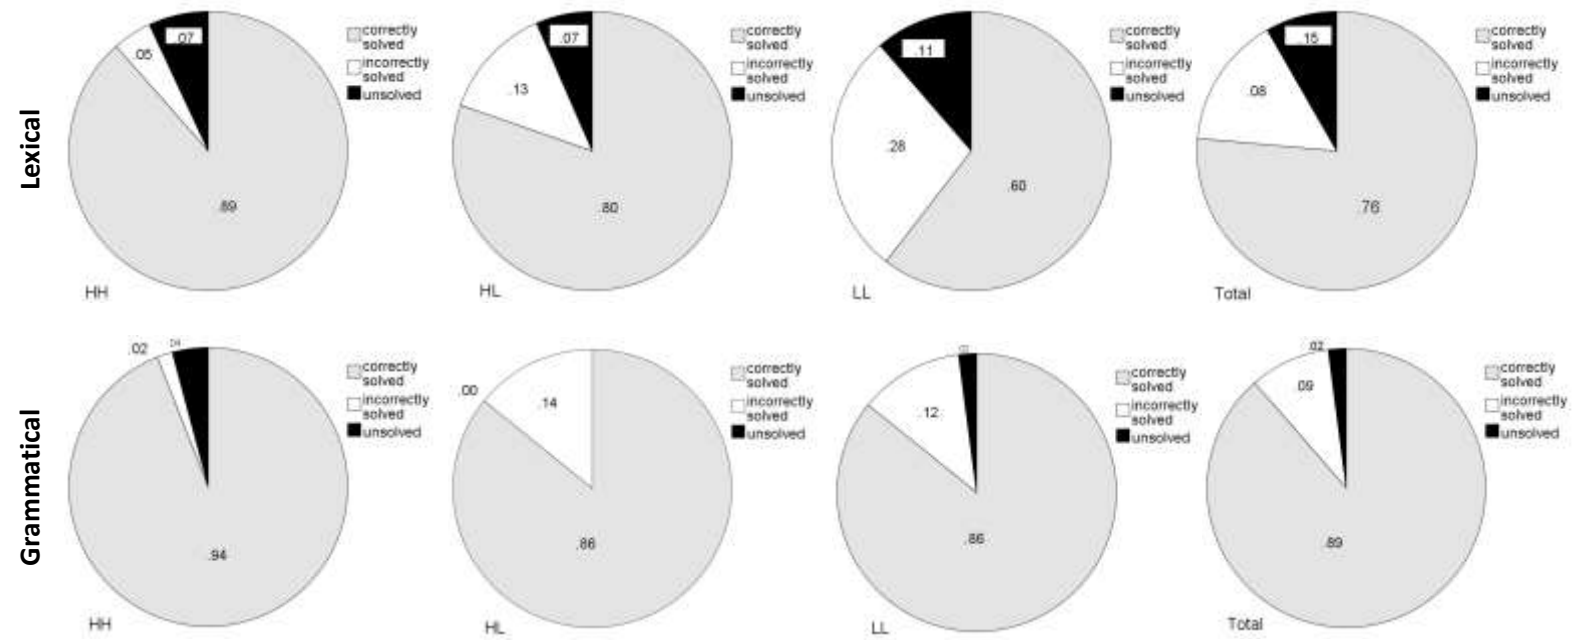 Lexical
.07
.05
.89
HH
correctly
solved
incorrectly
solved
unsolved
.07
.13
.80
HL
correctly
solved
incorrectly
solved
unsolved
.11
.28
.60
LL
correctly
solved
incorrectly
solved
unsolved
.15
.08
.76
Total
correctly
solved
incorrectly
solved
unsolved
Grammatical
.02
.94
HH
correctly
solved
incorrectly
solved
unsolved
.00
.14
.86
HL
correctly
solved
incorrectly
solved
unsolved
.12
.86
LL
correctly
solved
incorrectly
solved
unsolved
.02
.09
.89
Total
correctly
solved
incorrectly
solved
unsolved